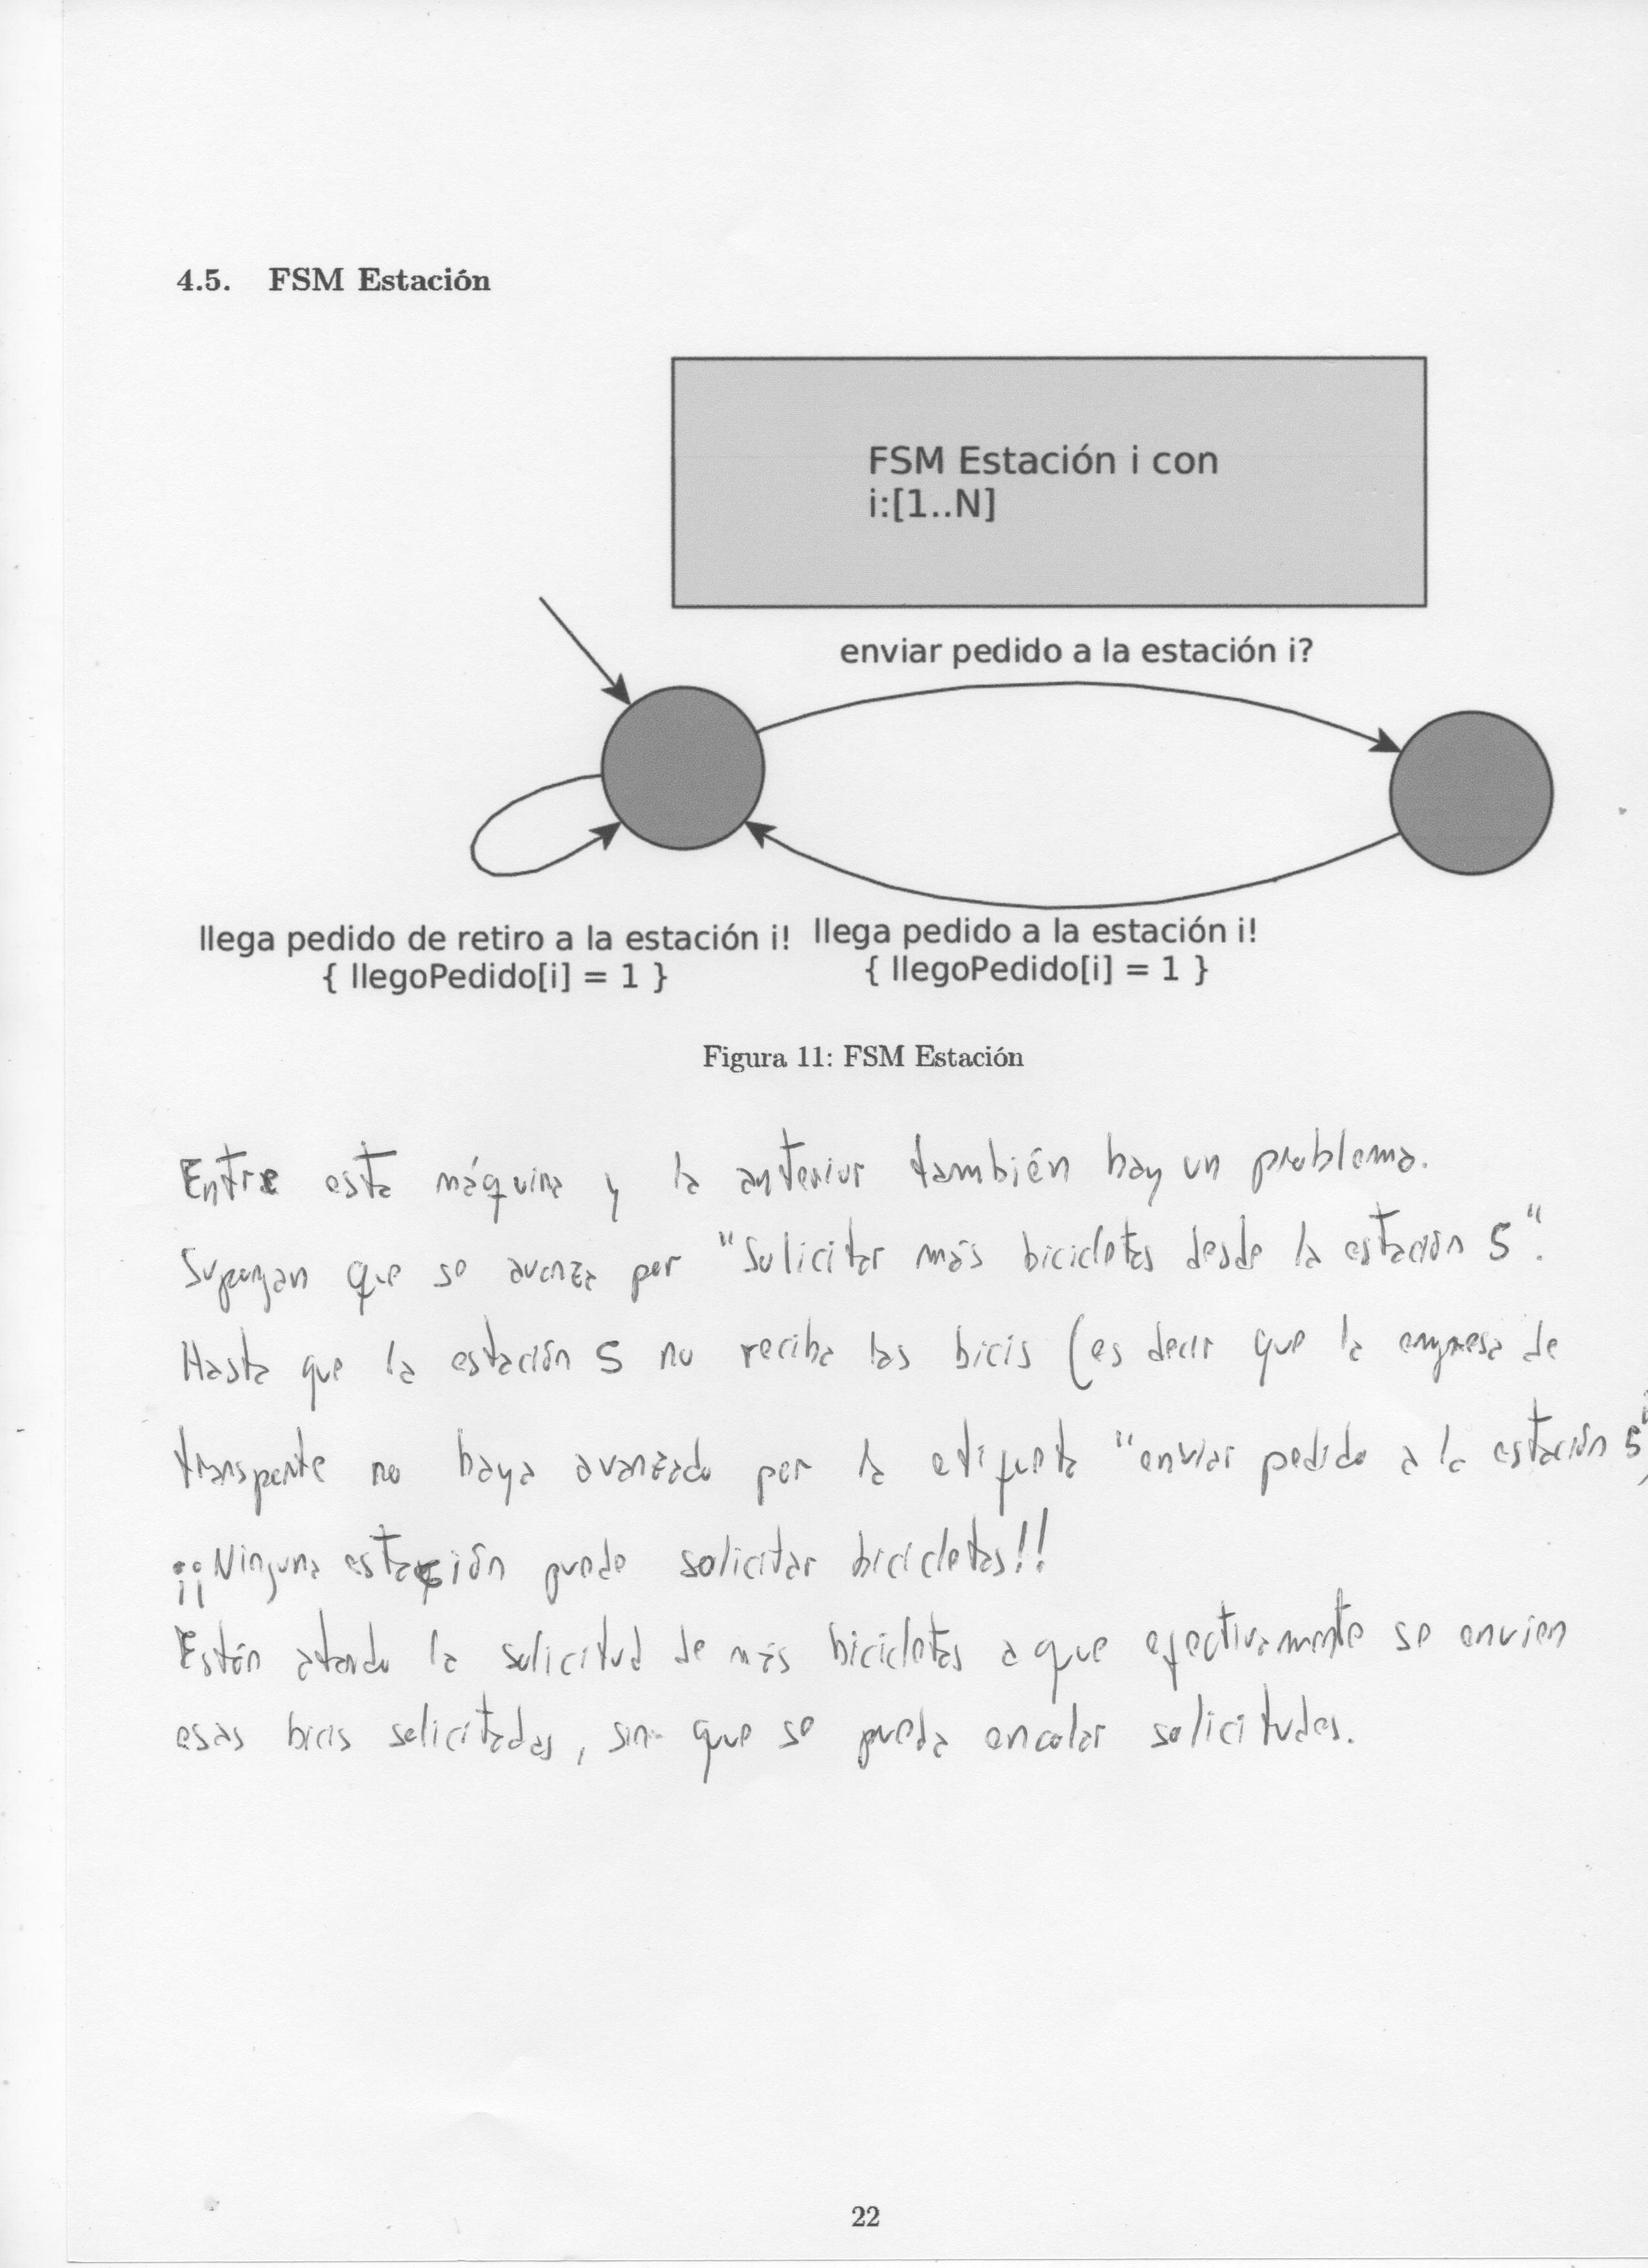 4.5. FSM Estación
FSM Estación i con
i:[1..N]
enviar pedido a la estación i?
llega pedido de retiro a la estación i! llega pedido a la estación i!
{ llegoPedido[i] = 1 } { llegoPedido[i] = 1 }
Figura 11: FSM Estación
Entre esta máquina y la anterior también hay un problema.
Supongan que se avanza por "Solicitar más bicicletas desde la estación 5".
Hasta que la estación 5 no reciba las bicis (es decir que la empresa de
transporte no haya avanzado por la etiqueta "enviar pedido a la estación 5"
¡¡Ninguna estación puede solicitar bicicletas!!
Están atando la solicitud de más bicicletas a que efectivamente se envien
esas bicis solicitadas, sin que se pueda encolar solicitudes.
22